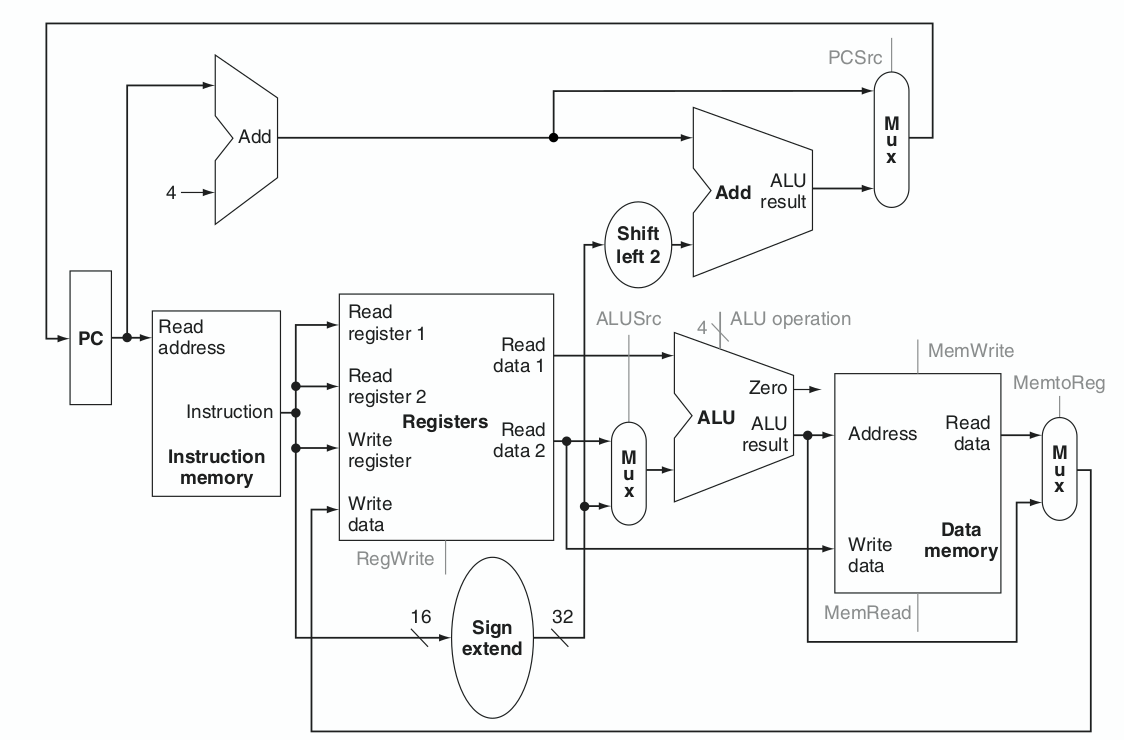 PCSrc
M
u
x
Add
4
Add
ALU
result
Shift
left 2
PC
Read
address
Instruction
Instruction
memory
Read
register 1
Read
register 2
Write
register
Write
data
Registers
Read
data 1
Read
data 2
RegWrite
16
Sign
extend
32
ALUSrc
M
u
x
4
ALU operation
Zero
ALU
ALU
result
MemWrite
Address
Read
data
Write
data
Data
memory
MemRead
MemtoReg
M
u
x